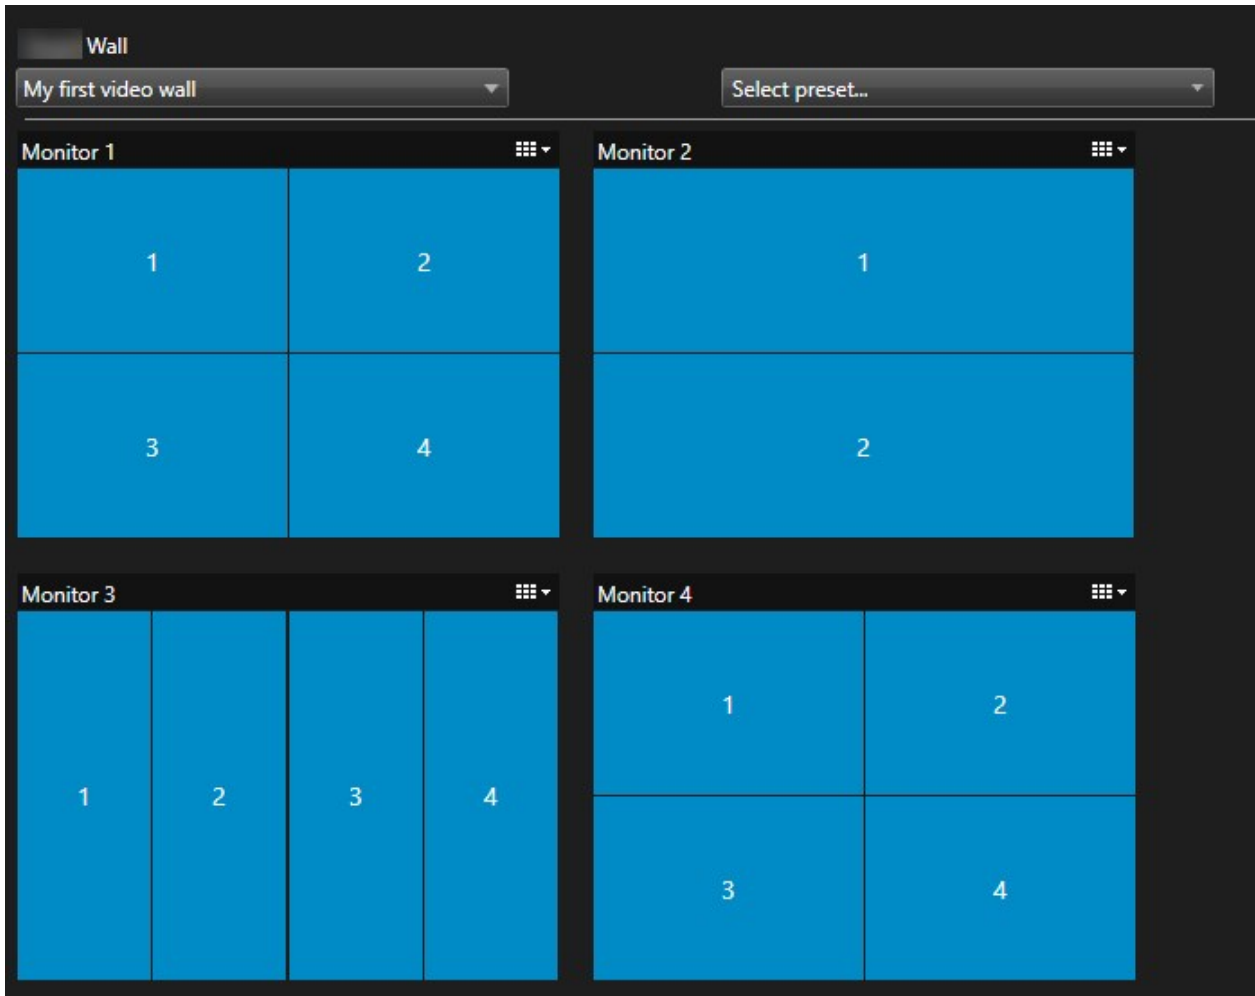 Wall
My first video wall
Select preset...
Monitor 1
1 2
3 4
Monitor 2
1
2
Monitor 3
1 2 3 4
Monitor 4
1 2
3 4